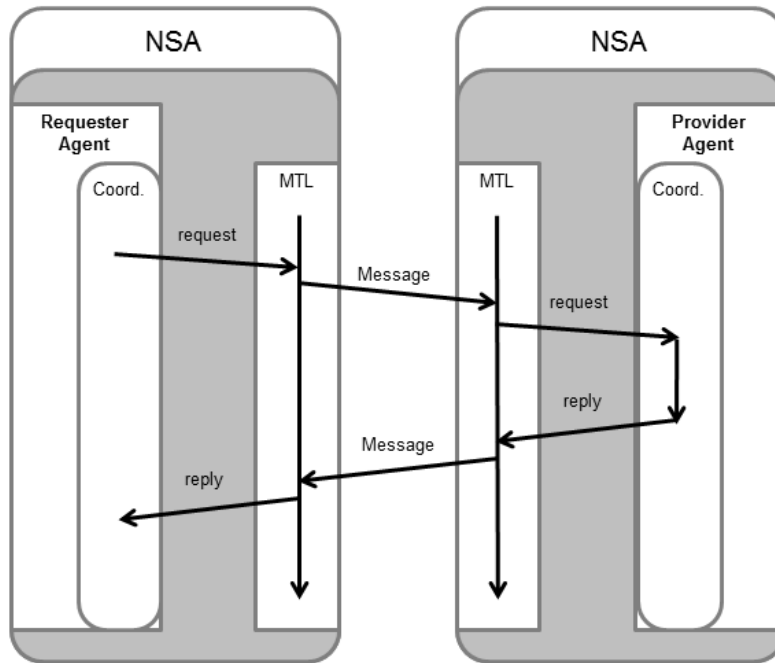 NSA
NSA
Requester
Agent
Provider
Agent
Coord.
MTL
MTL
Coord.
request
Message
request
reply
Message
reply